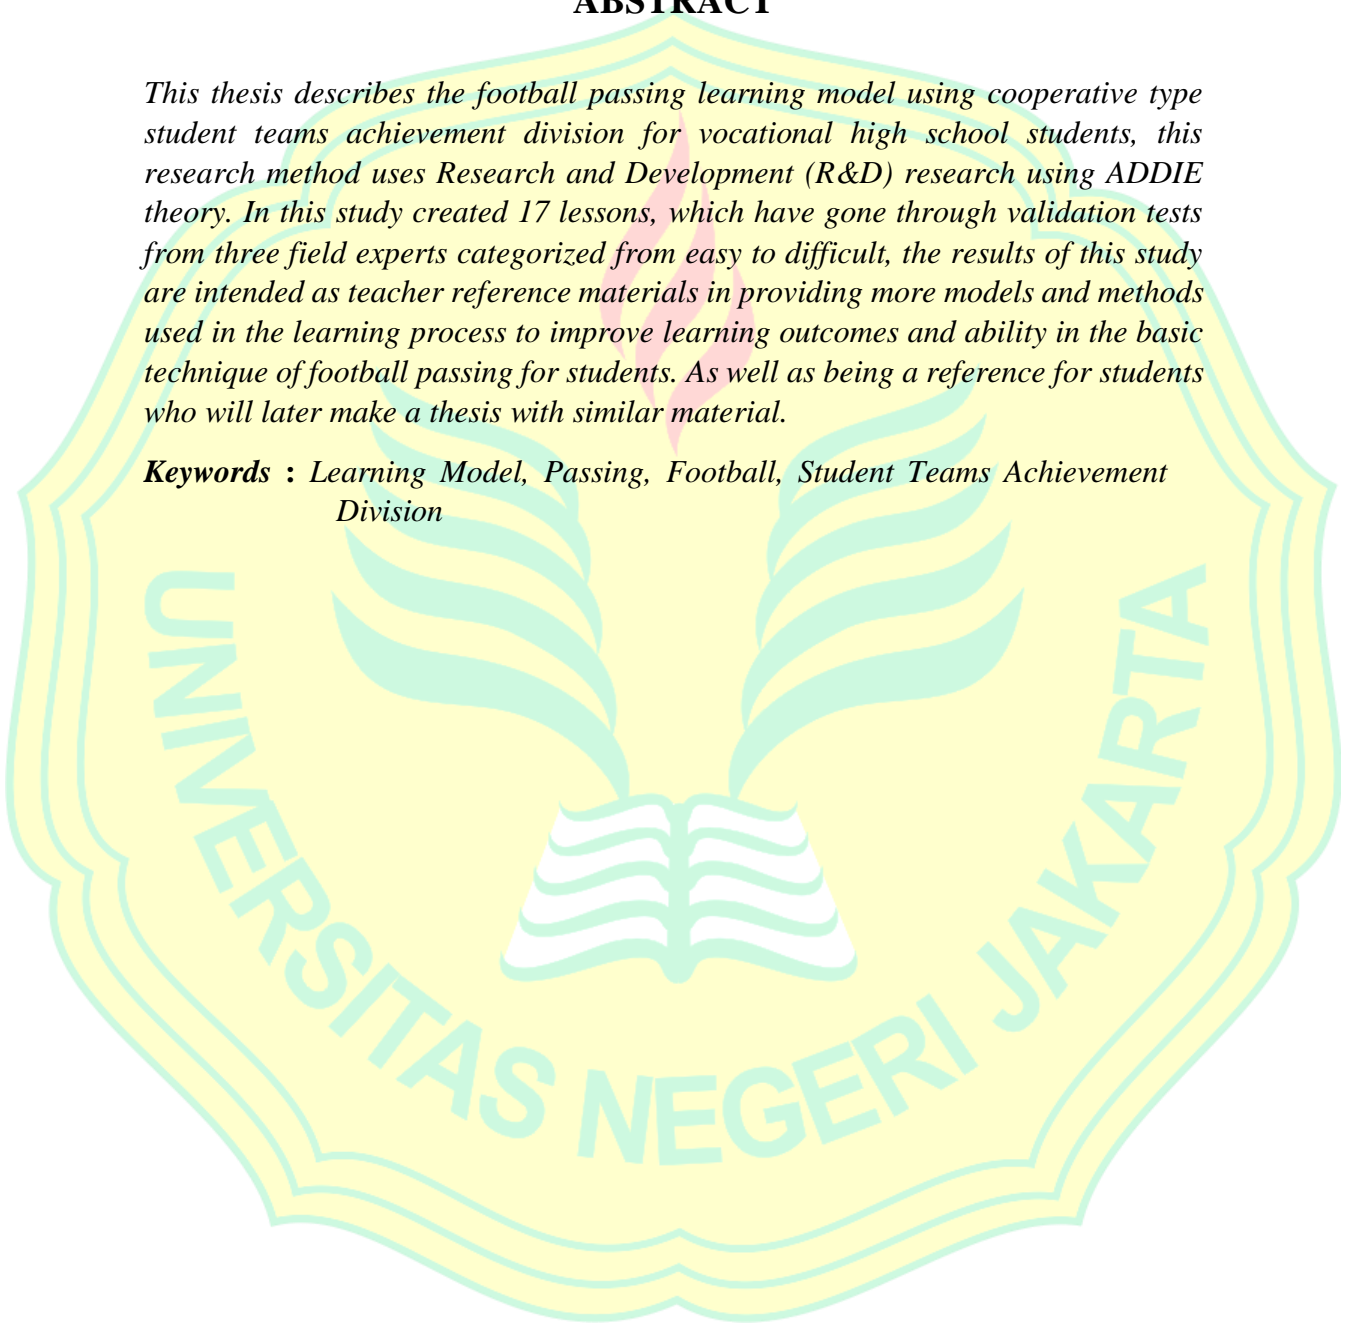 ABSTRACT
This thesis describes the football passing learning model using cooperative type
student teams achievement division for vocational high school students, this
research method uses Research and Development (R&D) research using ADDIE
theory. In this study created 17 lessons, which have gone through validation tests
from three field experts categorized from easy to difficult, the results of this study
are intended as teacher reference materials in providing more models and methods
used in the learning process to improve learning outcomes and ability in the basic
technique of football passing for students. As well as being a reference for students
who will later make a thesis with similar material.
Keywords : Learning Model, Passing, Football, Student Teams Achievement
Division
UNIVERSITAS NEGERI JAKARTA